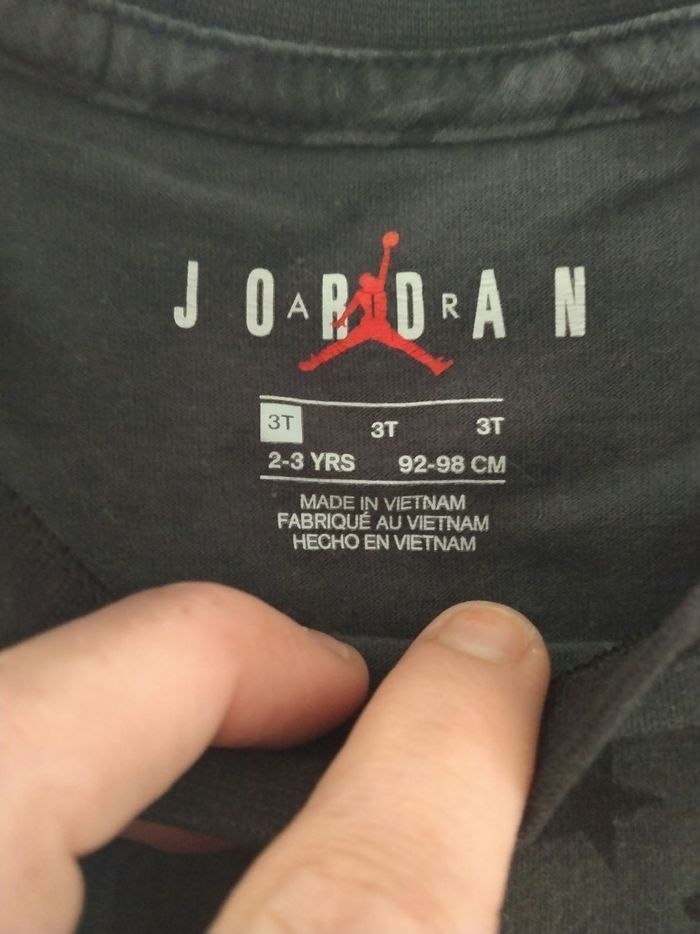 JORDAN
AIR
3T 3T 3T
2-3 YRS 92-98 CM
MADE IN VIETNAM
FABRIQUÉ AU VIETNAM
HECHO EN VIETNAM